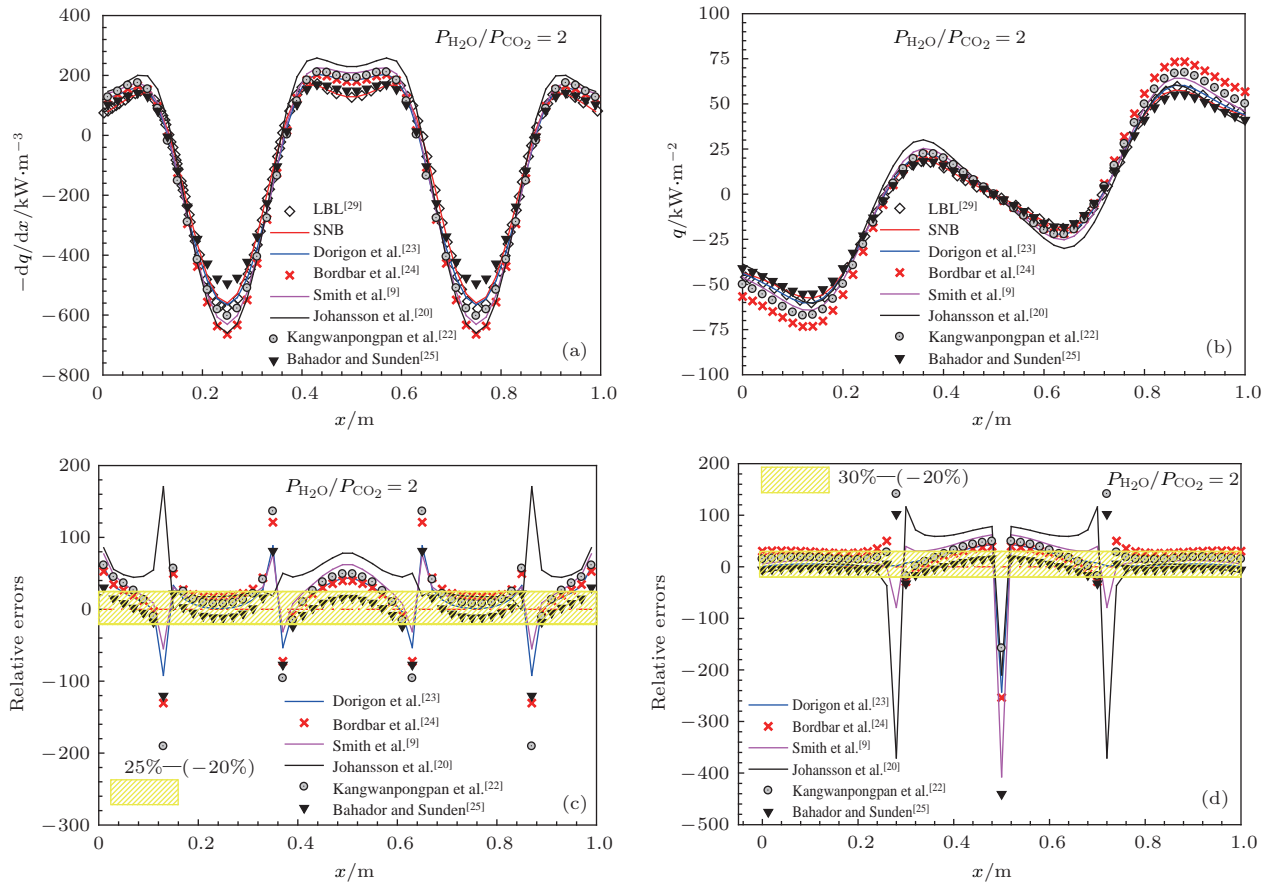 P_H₂O/P_CO₂ = 2
−dq/dx/kW·m⁻³
400
200
0
−200
−400
−600
−800
LBL[29]
SNB
Dorigon et al.[23]
Bordbar et al.[24]
Smith et al.[9]
Johansson et al.[20]
Kangwanpongpan et al.[22]
Bahador and Sunden[25]
(a)
0 0.2 0.4 0.6 0.8 1.0
x/m
P_H₂O/P_CO₂ = 2
q/kW·m⁻²
100
75
50
25
0
−25
−50
−75
−100
LBL[29]
SNB
Dorigon et al.[23]
Bordbar et al.[24]
Smith et al.[9]
Johansson et al.[20]
Kangwanpongpan et al.[22]
Bahador and Sunden[25]
(b)
0 0.2 0.4 0.6 0.8 1.0
x/m
P_H₂O/P_CO₂ = 2
Relative errors
200
100
0
−100
−200
−300
Dorigon et al.[23]
Bordbar et al.[24]
Smith et al.[9]
Johansson et al.[20]
Kangwanpongpan et al.[22]
Bahador and Sunden[25]
25%—(−20%)
(c)
0 0.2 0.4 0.6 0.8 1.0
x/m
30%—(−20%)
P_H₂O/P_CO₂ = 2
Relative errors
200
100
0
−100
−200
−300
−400
−500
Dorigon et al.[23]
Bordbar et al.[24]
Smith et al.[9]
Johansson et al.[20]
Kangwanpongpan et al.[22]
Bahador and Sunden[25]
(d)
0 0.2 0.4 0.6 0.8 1.0
x/m